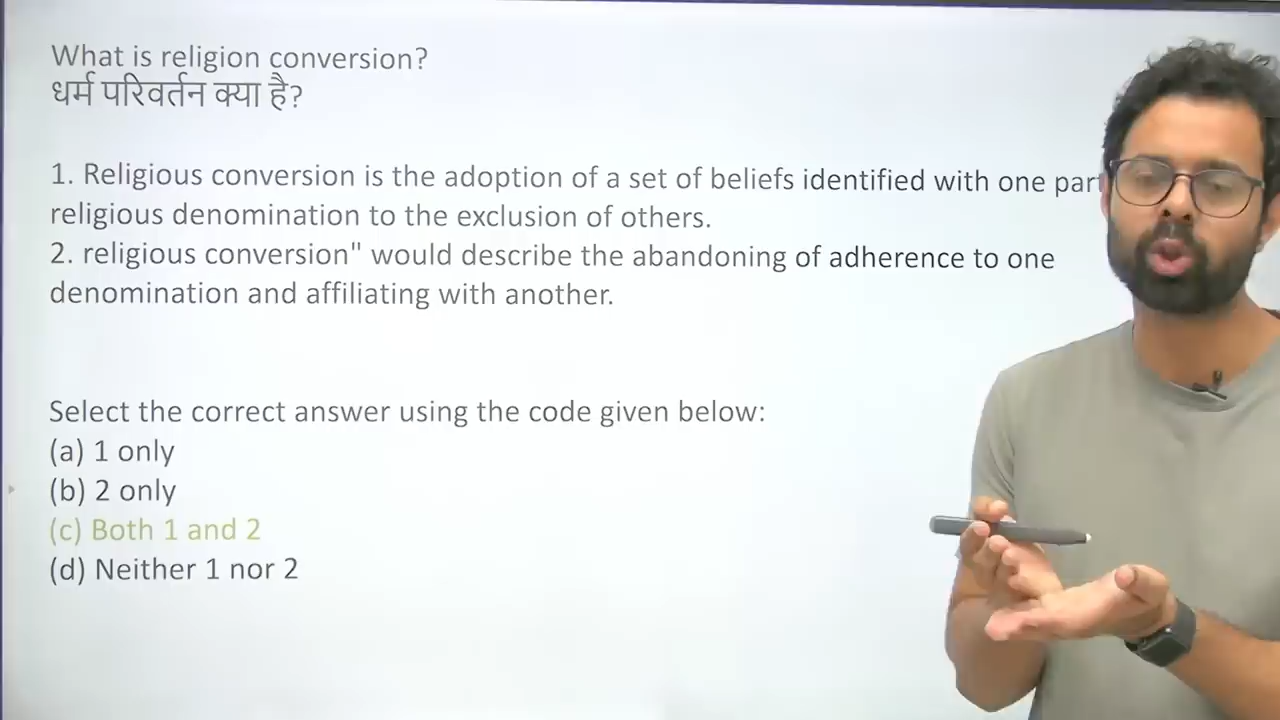 What is religion conversion?
धर्म परिवर्तन क्या है?
1. Religious conversion is the adoption of a set of beliefs identified with one
religious denomination to the exclusion of others.
2. religious conversion" would describe the abandoning of adherence to one
denomination and affiliating with another.
Select the correct answer using the code given below:
(a) 1 only
(b) 2 only
(c) Both 1 and 2
(d) Neither 1 nor 2